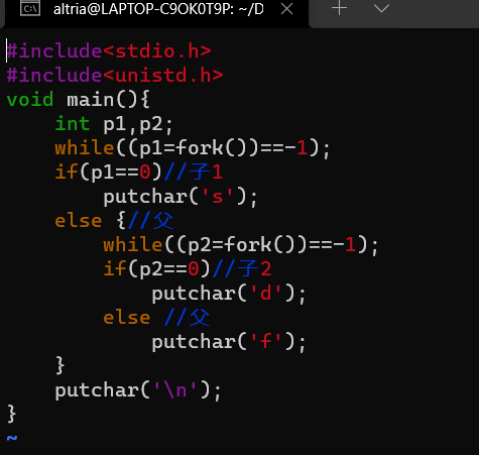 altria@LAPTOP-C9OK0T9P: ~/D
#include<stdio.h>
#include<unistd.h>
void main(){
    int p1,p2;
    while((p1=fork())==-1);
    if(p1==0)//子1
        putchar('s');
    else {//父
        while((p2=fork())==-1);
        if(p2==0)//子2
            putchar('d');
        else //父
            putchar('f');
    }
    putchar('\n');
}
~